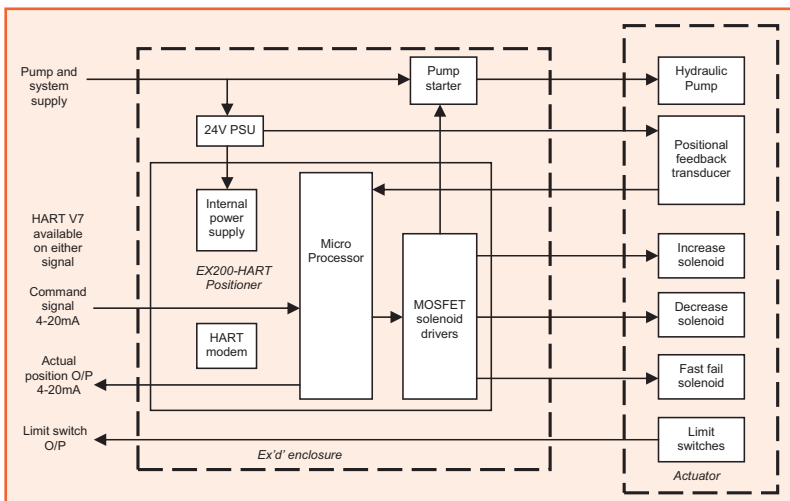 Pump and
system
supply
Pump
starter
Hydraulic
Pump
24V PSU
Positional
feedback
transducer
Internal
power
supply
Micro
Processor
HART V7
available
on either
signal
EX200-HART
Positioner
Increase
solenoid
Command
signal
4-20mA
MOSFET
solenoid
drivers
Decrease
solenoid
HART
modem
Actual
position O/P
4-20mA
Fast fail
solenoid
Limit switch
O/P
Limit
switches
Ex'd' enclosure
Actuator